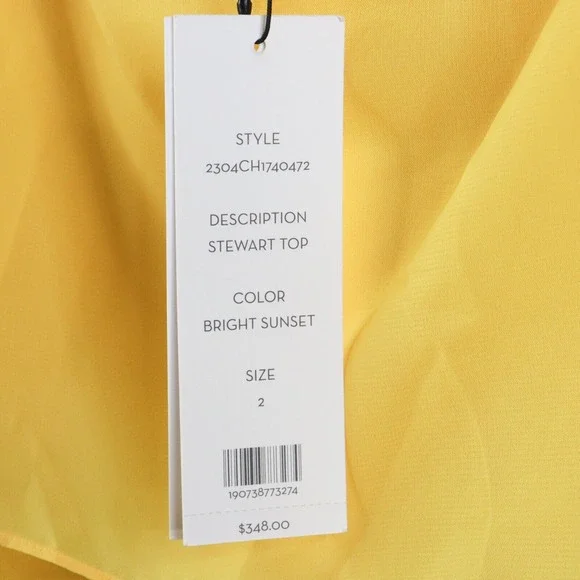 STYLE
2304CH1740472
DESCRIPTION
STEWART TOP
COLOR
BRIGHT SUNSET
SIZE
2
190738773274
$348.00